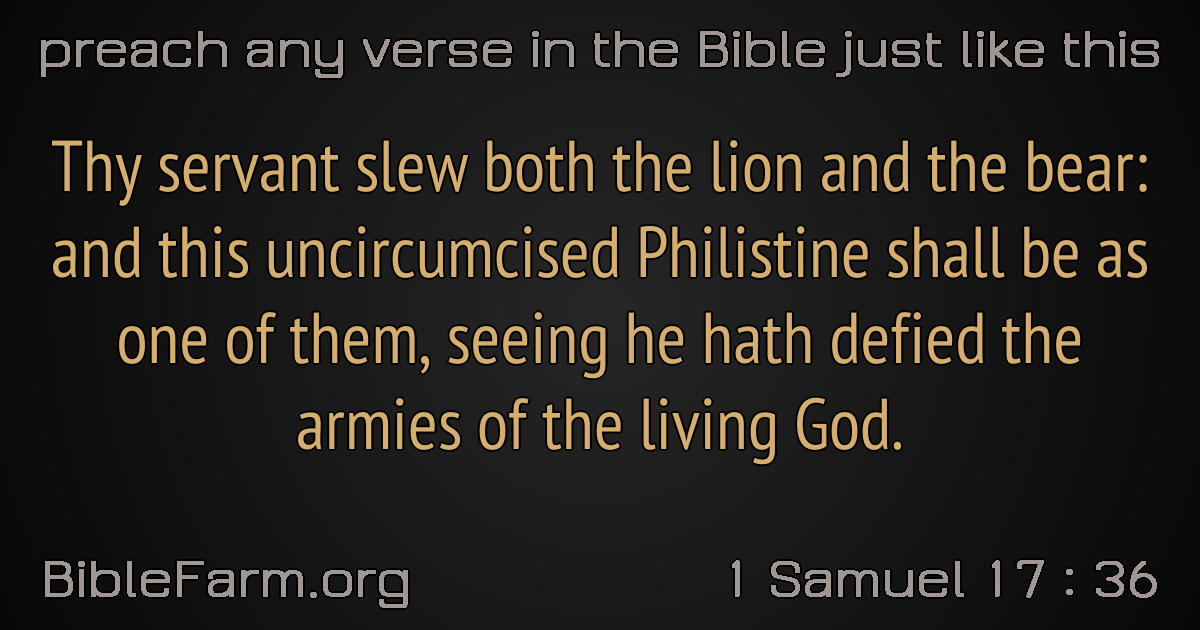 preach any verse in the Bible just like this
Thy servant slew both the lion and the bear:
and this uncircumcised Philistine shall be as
one of them, seeing he hath defied the
armies of the living God.
BibleFarm.org
1 Samuel 17 : 36